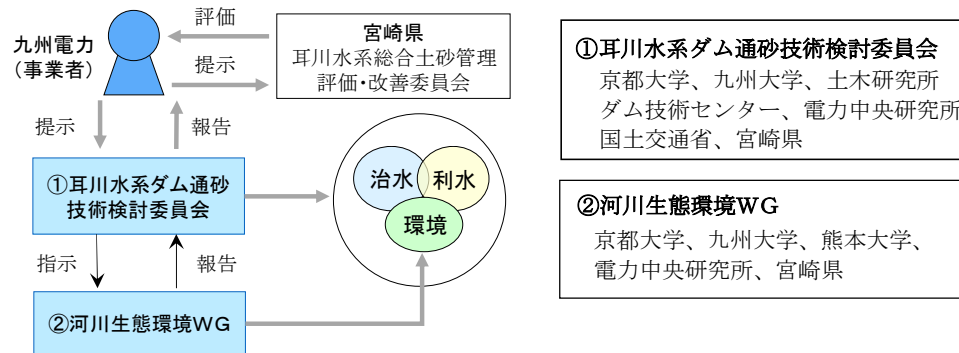 評価
九州電力
(事業者)
宮崎県
耳川水系総合土砂管理
評価・改善委員会
提示
提示
報告
①耳川水系ダム通砂
技術検討委員会
治水
利水
環境
指示
報告
②河川生態環境WG
①耳川水系ダム通砂技術検討委員会
京都大学、九州大学、土木研究所
ダム技術センター、電力中央研究所
国土交通省、宮崎県
②河川生態環境WG
京都大学、九州大学、熊本大学、
電力中央研究所、宮崎県